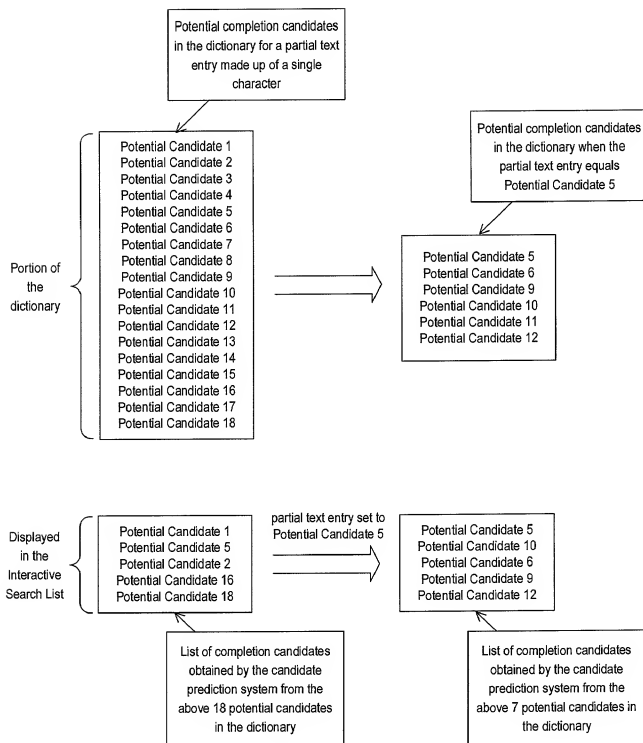 Potential completion candidates
in the dictionary for a partial text
entry made up of a single
character
Potential completion candidates
in the dictionary when the
partial text entry equals
Potential Candidate 5
Portion of
the
dictionary
Potential Candidate 1
Potential Candidate 2
Potential Candidate 3
Potential Candidate 4
Potential Candidate 5
Potential Candidate 6
Potential Candidate 7
Potential Candidate 8
Potential Candidate 9
Potential Candidate 10
Potential Candidate 11
Potential Candidate 12
Potential Candidate 13
Potential Candidate 14
Potential Candidate 15
Potential Candidate 16
Potential Candidate 17
Potential Candidate 18
Potential Candidate 5
Potential Candidate 6
Potential Candidate 9
Potential Candidate 10
Potential Candidate 11
Potential Candidate 12
Displayed
in the
Interactive
Search List
Potential Candidate 1
Potential Candidate 5
Potential Candidate 2
Potential Candidate 16
Potential Candidate 18
partial text entry set to
Potential Candidate 5
Potential Candidate 5
Potential Candidate 10
Potential Candidate 6
Potential Candidate 9
Potential Candidate 12
List of completion candidates
obtained by the candidate
prediction system from the
above 18 potential candidates
in the dictionary
List of completion candidates
obtained by the candidate
prediction system from the
above 7 potential candidates in
the dictionary